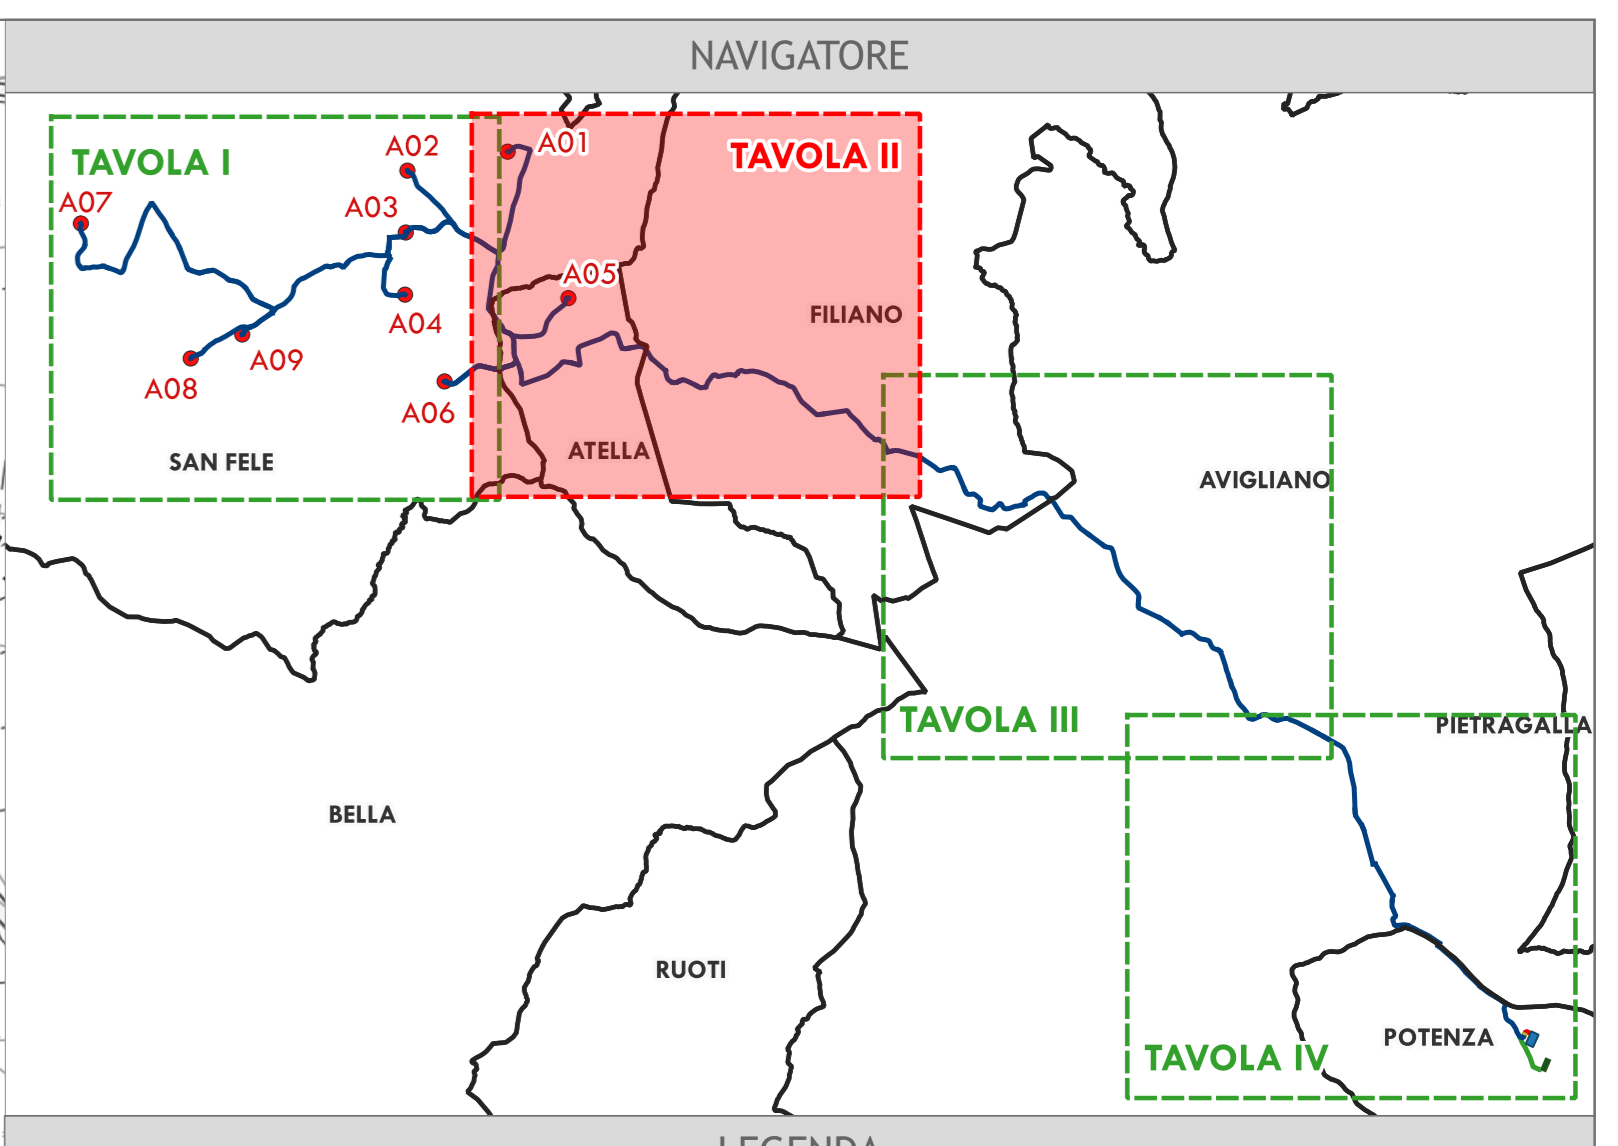 NAVIGATORE
TAVOLA I
A02
A01
TAVOLA II
A07
A03
A05
FILIANO
A04
A09
A08
A06
SAN FELE
ATELLA
AVIGLIANO
TAVOLA III
PIETRAGALLA
BELLA
RUOTI
POTENZA
TAVOLA IV
LEGENDA